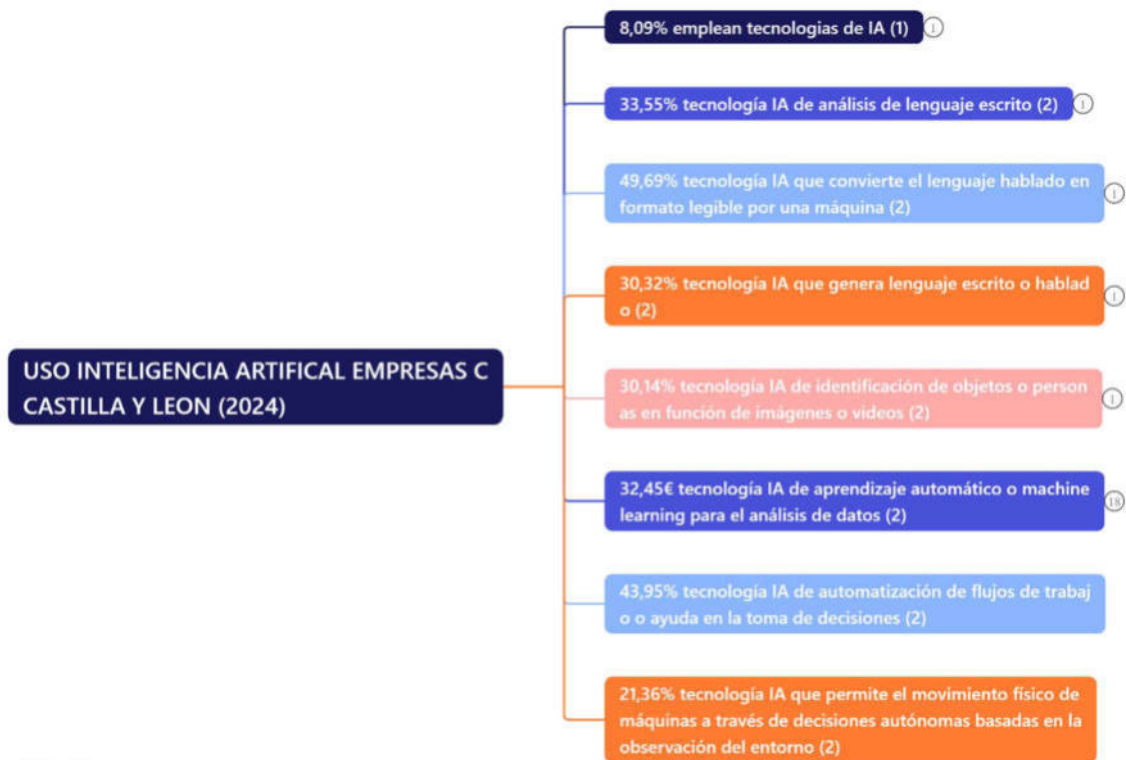 8,09% emplean tecnologias de IA (1)
1
33,55% tecnología IA de análisis de lenguaje escrito (2)
1
49,69% tecnología IA que convierte el lenguaje hablado en
formato legible por una máquina (2)
1
30,32% tecnología IA que genera lenguaje escrito o hablad
o (2)
1
USO INTELIGENCIA ARTIFICAL EMPRESAS C
CASTILLA Y LEON (2024)
30,14% tecnología IA de identificación de objetos o person
as en función de imágenes o videos (2)
1
32,45€ tecnología IA de aprendizaje automático o machine
learning para el análisis de datos (2)
18
43,95% tecnología IA de automatización de flujos de trabaj
o o ayuda en la toma de decisiones (2)
21,36% tecnología IA que permite el movimiento físico de
máquinas a través de decisiones autónomas basadas en la
observación del entorno (2)